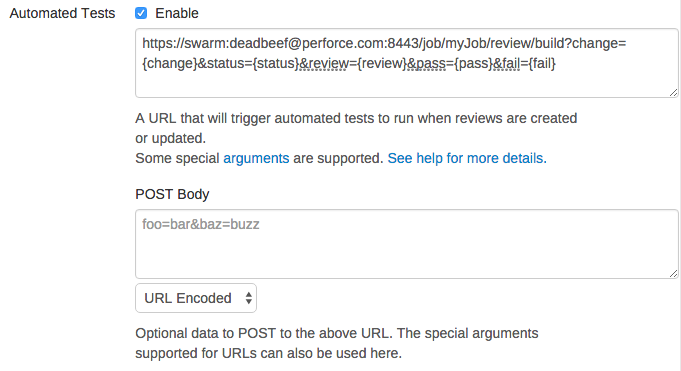 Automated Tests Enable
https://swarm:deadbeef@perforce.com:8443/job/myJob/review/build?change=
{change}&status={status}&review={review}&pass={pass}&fail={fail}
A URL that will trigger automated tests to run when reviews are created
or updated.
Some special arguments are supported. See help for more details.
POST Body
foo=bar&baz=buzz
URL Encoded
Optional data to POST to the above URL. The special arguments
supported for URLs can also be used here.